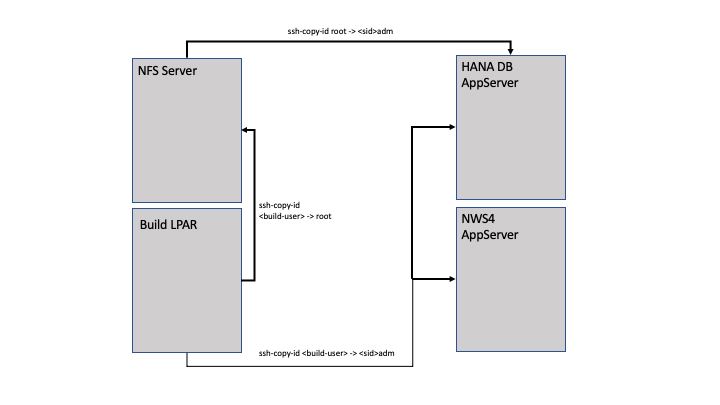 ssh-copy-id root -> <sid>adm
NFS Server
HANA DB
AppServer
ssh-copy-id
<build-user> -> root
Build LPAR
NWS4
AppServer
ssh-copy-id <build-user> -> <sid>adm